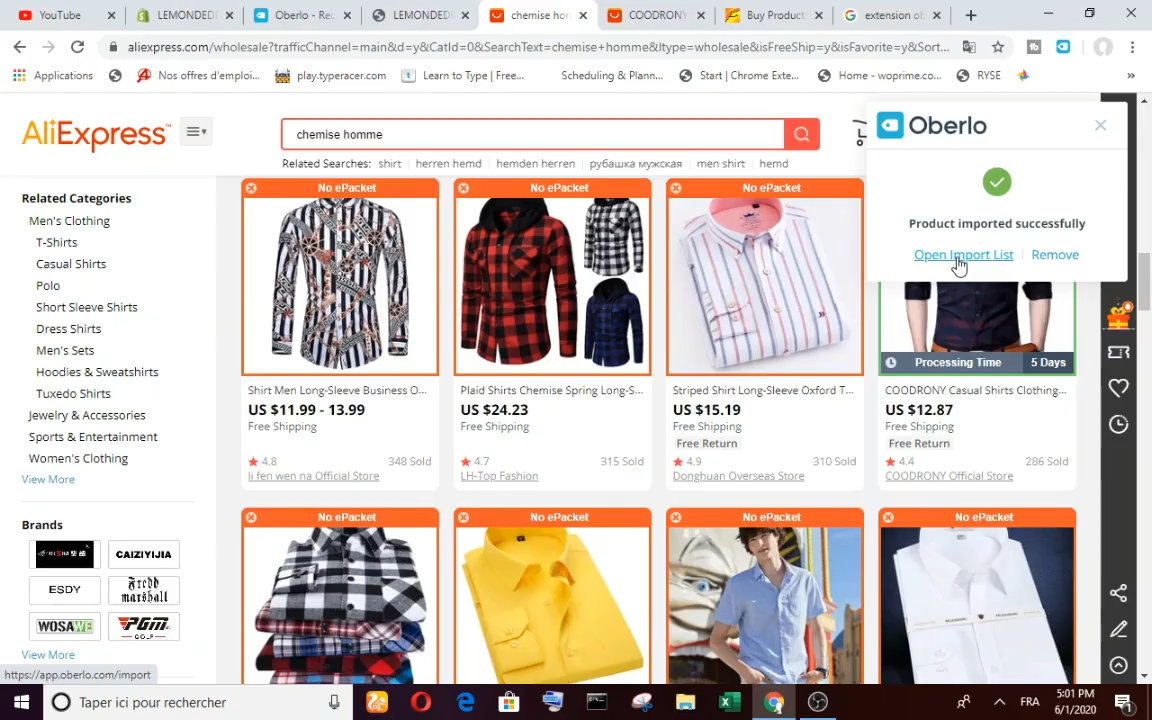 YouTube
LEMONDED
Oberlo - Re
LEMONDED
chemise hom
COODRONY
Buy Product
extension ob
aliexpress.com/wholesale?trafficChannel=main&d=y&CatId=0&SearchText=chemise+homme&ltype=wholesale&isFreeShip=y&isFavorite=y&Sort...
Applications
Nos offres d'emploi...
play.typeracer.com
Learn to Type | Free...
Scheduling & Plann...
Start | Chrome Exte...
Home - woprime.co...
RYSE
»
AliExpress
chemise homme
Related Searches: shirt herren hemd hemden herren рубашка мужская men shirt hemd
Oberlo
Product imported successfully
Open Import List | Remove
Related Categories
Men's Clothing
T-Shirts
Casual Shirts
Polo
Short Sleeve Shirts
Dress Shirts
Men's Sets
Hoodies & Sweatshirts
Tuxedo Shirts
Jewelry & Accessories
Sports & Entertainment
Women's Clothing
View More
Brands
CAIZIYIJIA
ESDY
Fredd marshall
WOSAWE
PGM
GOLF
View More
No ePacket
Shirt Men Long-Sleeve Business O...
US $11.99 - 13.99
Free Shipping
4.8 348 Sold
li fen wen na Official Store
No ePacket
Plaid Shirts Chemise Spring Long-S...
US $24.23
Free Shipping
4.7 315 Sold
LH-Top Fashion
No ePacket
Striped Shirt Long-Sleeve Oxford T...
US $15.19
Free Shipping
Free Return
4.9 310 Sold
Donghuan Overseas Store
Processing Time 5 Days
COODRONY Casual Shirts Clothing...
US $12.87
Free Shipping
Free Return
4.4 286 Sold
COODRONY Official Store
No ePacket
No ePacket
No ePacket
No ePacket
https://app.oberlo.com/import
Taper ici pour rechercher
FRA
5:01 PM
6/1/2020
1